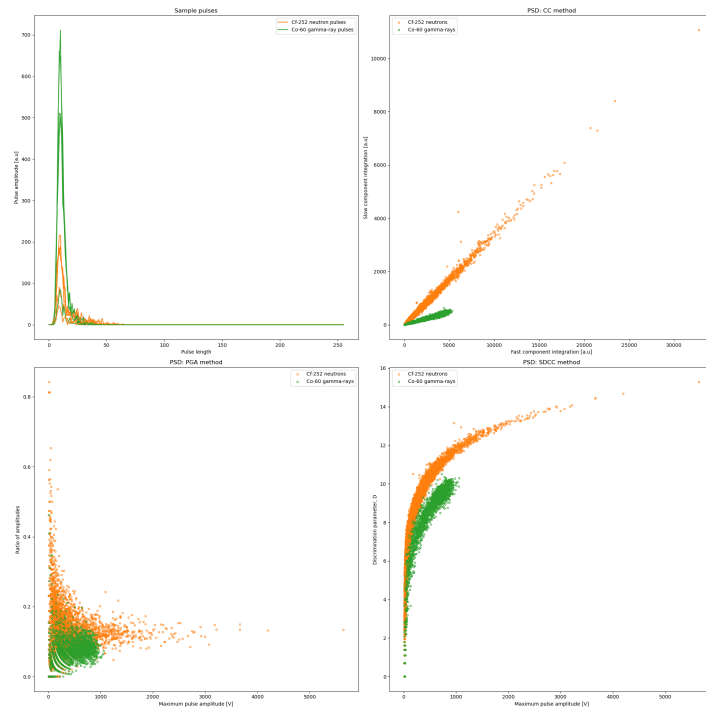 Sample pulses
Cf-252 neutron pulses
Co-60 gamma-ray pulses
Pulse amplitude [a.u]
700
600
500
400
300
200
100
0
0
50
100
150
200
250
Pulse length
PSD: CC method
Cf-252 neutrons
Co-60 gamma-rays
Slow component integration [a.u]
10000
8000
6000
4000
2000
0
0
5000
10000
15000
20000
25000
30000
Fast component integration [a.u]
PSD: PGA method
Cf-252 neutrons
Co-60 gamma-rays
Ratio of amplitudes
0.8
0.6
0.4
0.2
0.0
0
1000
2000
3000
4000
5000
Maximum pulse amplitude [V]
PSD: SDCC method
Cf-252 neutrons
Co-60 gamma-rays
Discrimination parameter, D
16
14
12
10
8
6
4
2
0
0
1000
2000
3000
4000
5000
Maximum pulse amplitude [V]